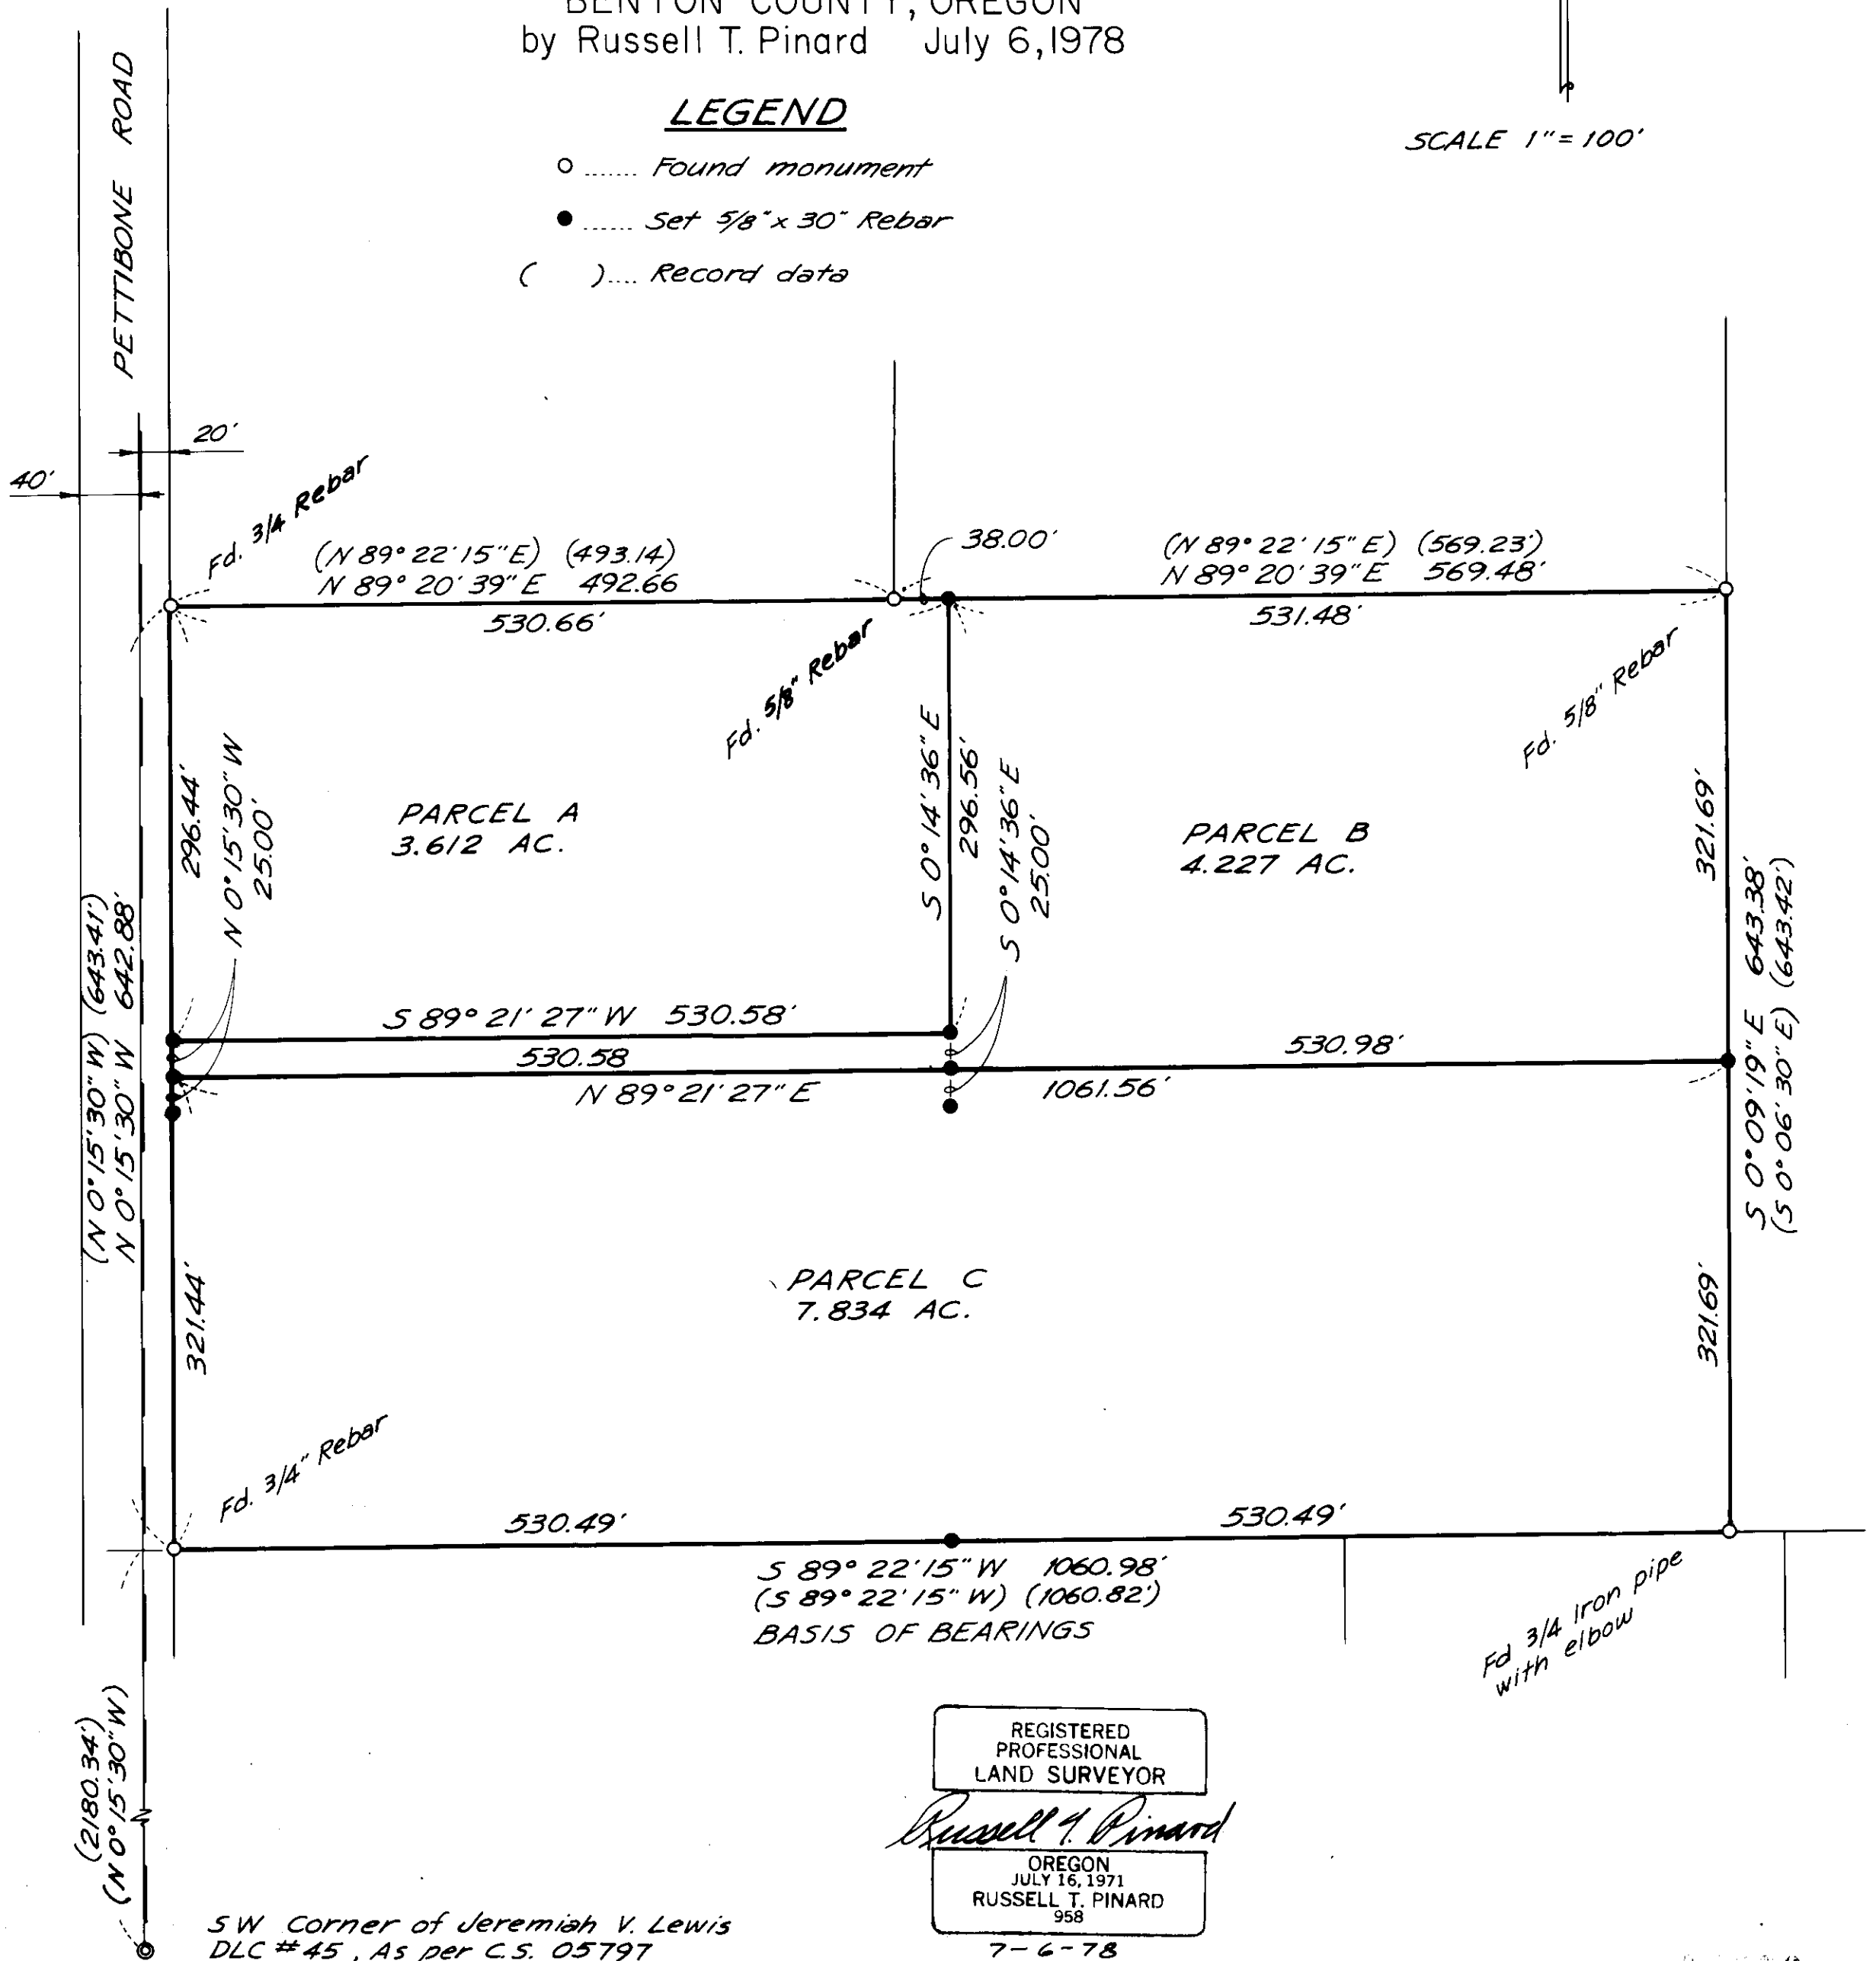 BENTON COUNTY, OREGON
by Russell T. Pinard July 6, 1978
LEGEND
Found monument
Set 5/8" x 30" Rebar
( ).... Record data
SCALE 1" = 100'
PETTIBONE ROAD
20'
40'
Fd. 3/4 Rebar
(N 89° 22' 15" E) (493.14)
N 89° 20' 39" E 492.66
530.66'
38.00'
(N 89° 22' 15" E) (569.23')
N 89° 20' 39" E 569.48'
531.48'
Fd. 5/8" Rebar
Fd. 5/8" Rebar
296.44'
N 0° 15' 30" W
25.00'
PARCEL A
3.612 AC.
S 0° 14' 36" E
296.56'
S 0° 14' 36" E
25.00'
PARCEL B
4.227 AC.
321.69'
(N 0° 15' 30" W) (643.41')
N 0° 15' 30" W 642.88'
S 0° 09' 19" E 643.38'
(S 0° 06' 30" E) (643.42')
S 89° 21' 27" W 530.58'
530.58
530.98'
N 89° 21' 27" E
1061.56'
PARCEL C
7.834 AC.
321.44'
321.69'
Fd. 3/4" Rebar
530.49'
530.49'
S 89° 22' 15" W 1060.98'
(S 89° 22' 15" W) (1060.82')
BASIS OF BEARINGS
Fd 3/4 Iron pipe
with elbow
(2180.34')
(N 0° 15' 30" W)
REGISTERED
PROFESSIONAL
LAND SURVEYOR
Russell T. Pinard
OREGON
JULY 16, 1971
RUSSELL T. PINARD
958
7-6-78
SW Corner of Jeremiah V. Lewis
DLC #45, As per C.S. 05797